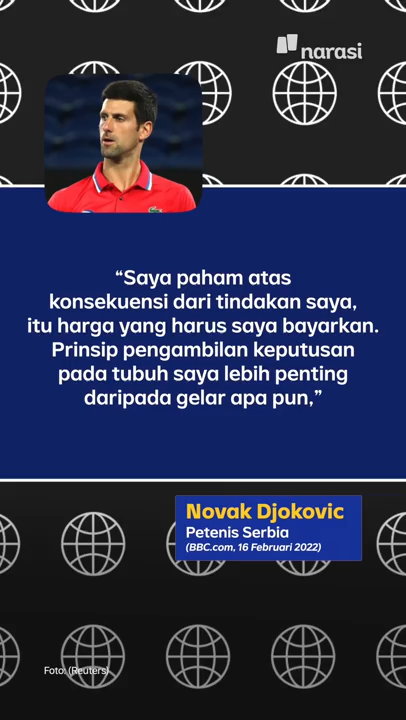 narasi
“Saya paham atas
konsekuensi dari tindakan saya,
itu harga yang harus saya bayarkan.
Prinsip pengambilan keputusan
pada tubuh saya lebih penting
daripada gelar apa pun,”
Novak Djokovic
Petenis Serbia
(BBC.com, 16 Februari 2022)
Foto: (Reuters)